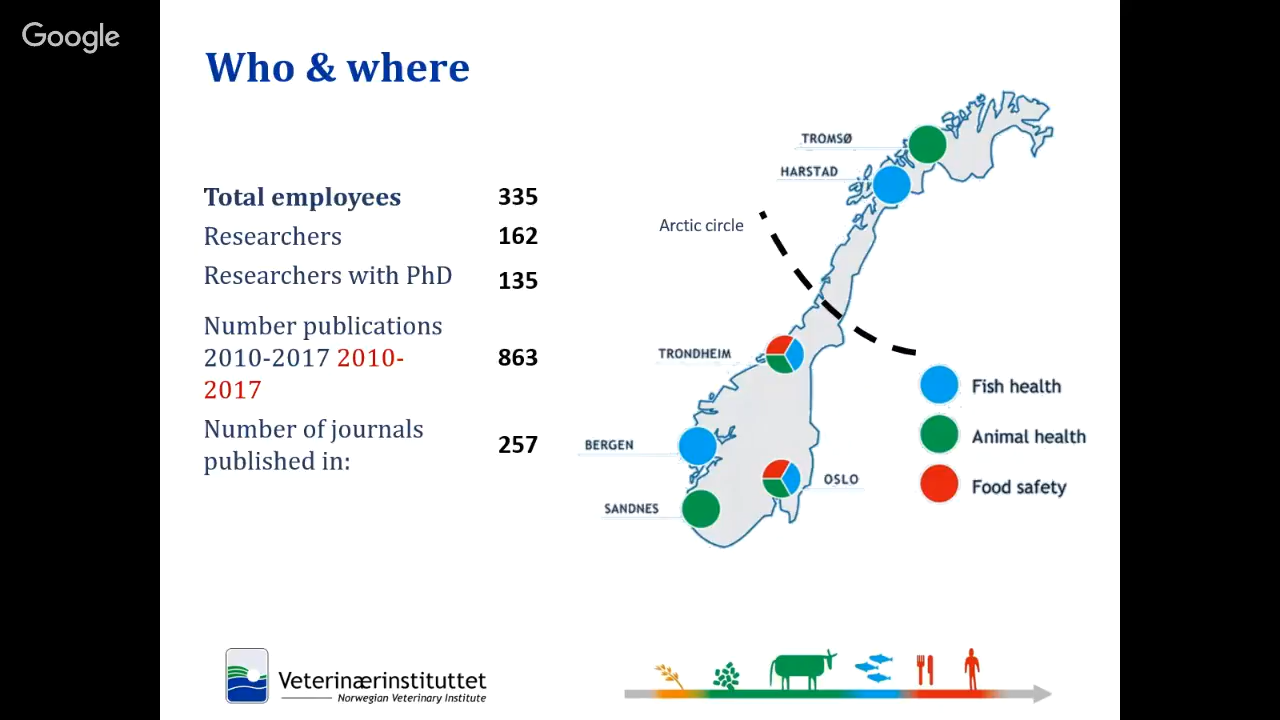 Google
Who & where
Total employees 335
Researchers 162
Researchers with PhD 135
Number publications
2010-2017 2010-
2017
863
Number of journals
published in:
257
TROMSØ
HARSTAD
Arctic circle
TRONDHEIM
BERGEN
OSLO
SANDNES
Fish health
Animal health
Food safety
Veterinærinstituttet
Norwegian Veterinary Institute